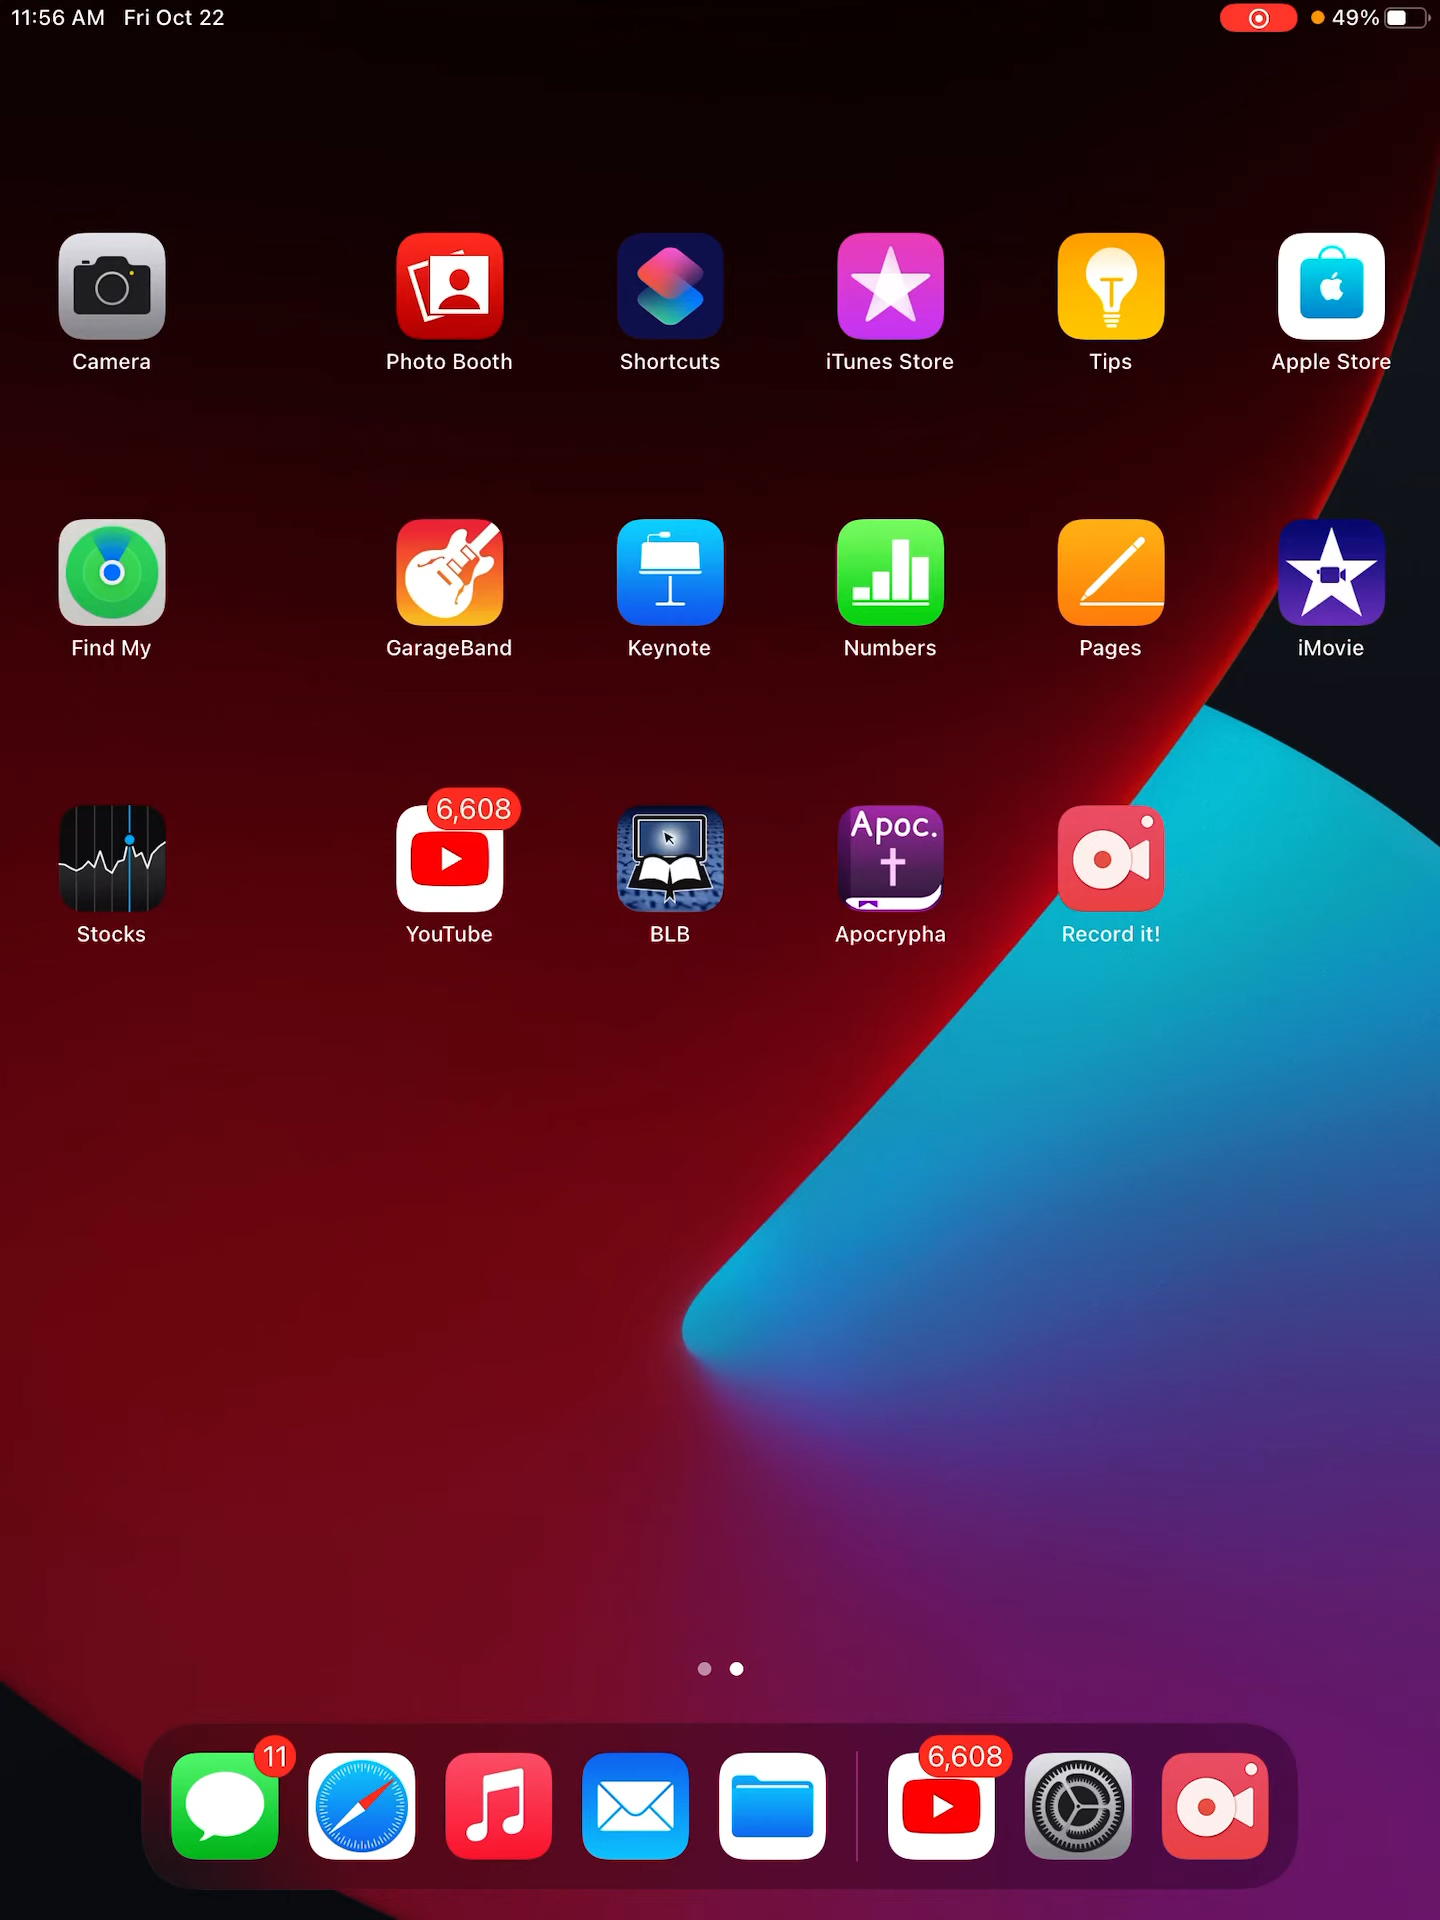 11:56 AM Fri Oct 22
49%
Camera
Photo Booth
Shortcuts
iTunes Store
Tips
Apple Store
Find My
GarageBand
Keynote
Numbers
Pages
iMovie
6,608
Apoc.
Stocks
YouTube
BLB
Apocrypha
Record it!
11
6,608